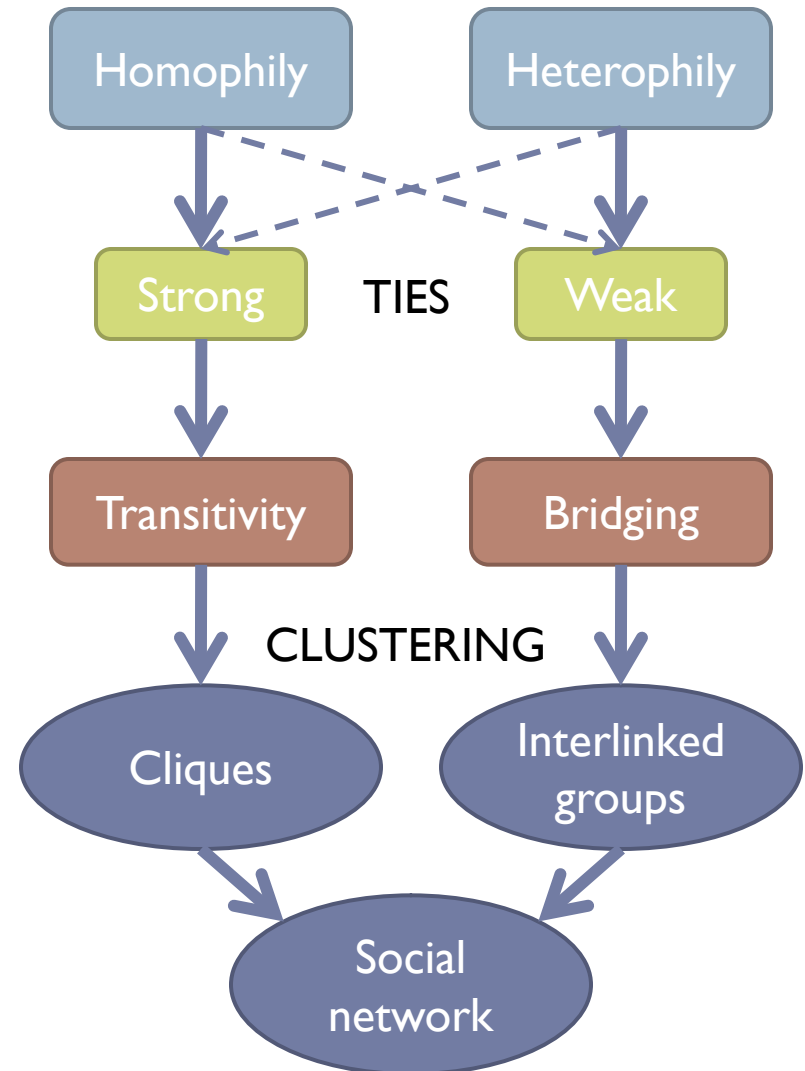 Homophily
Heterophily
Strong
TIES
Weak
Transitivity
Bridging
CLUSTERING
Cliques
Interlinked
groups
Social
network